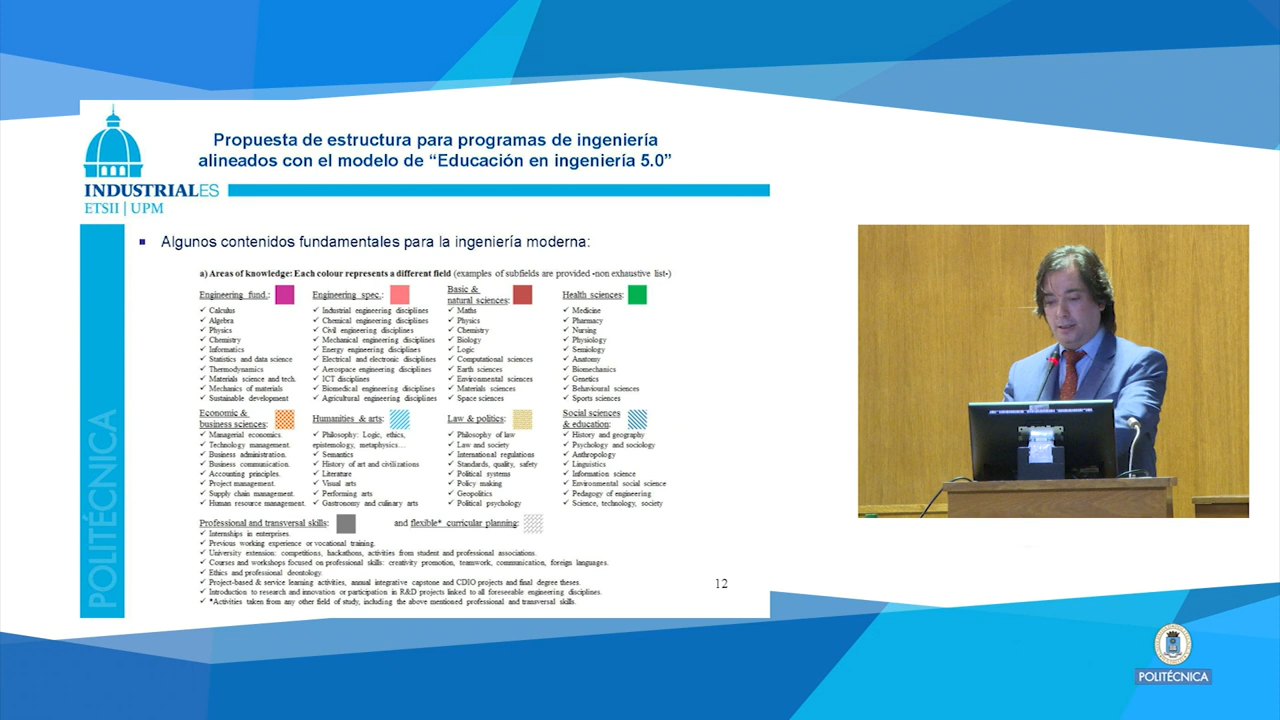 Propuesta de estructura para programas de ingeniería
alineados con el modelo de “Educación en ingeniería 5.0”
INDUSTRIALES
ETSII | UPM
Algunos contenidos fundamentales para la ingeniería moderna:
a) Areas of knowledge: Each colour represents a different field (examples of subfields are provided -non exhaustive list-)
Engineering fund.:
✓ Calculus
✓ Algebra
✓ Physics
✓ Chemistry
✓ Informatics
✓ Statistics and data science
✓ Thermodynamics
✓ Materials science and tech.
✓ Mechanics of materials
✓ Sustainable development
Engineering spec.:
✓ Industrial engineering disciplines
✓ Chemical engineering disciplines
✓ Civil engineering disciplines
✓ Mechanical engineering disciplines
✓ Energy engineering disciplines
✓ Electrical and electronic disciplines
✓ Aerospace engineering disciplines
✓ ICT disciplines
✓ Biomedical engineering disciplines
✓ Agricultural engineering disciplines
Basic &
natural sciences:
✓ Maths
✓ Physics
✓ Chemistry
✓ Biology
✓ Logic
✓ Computational sciences
✓ Earth sciences
✓ Environmental sciences
✓ Materials sciences
✓ Space sciences
Health sciences:
✓ Medicine
✓ Pharmacy
✓ Nursing
✓ Physiology
✓ Semiology
✓ Anatomy
✓ Biomechanics
✓ Genetics
✓ Behavioural sciences
✓ Sports sciences
Economic &
business sciences:
✓ Managerial economics.
✓ Technology management.
✓ Business administration.
✓ Business communication.
✓ Accounting principles.
✓ Project management.
✓ Supply chain management.
✓ Human resource management.
Humanities & arts:
✓ Philosophy: Logic, ethics,
epistemology, metaphysics…
✓ Semantics
✓ History of art and civilizations
✓ Literature
✓ Visual arts
✓ Performing arts
✓ Gastronomy and culinary arts
Law & politics:
✓ Philosophy of law
✓ Law and society
✓ International regulations
✓ Standards, quality, safety
✓ Political systems
✓ Policy making
✓ Geopolitics
✓ Political psychology
Social sciences
& education:
✓ History and geography
✓ Psychology and sociology
✓ Anthropology
✓ Linguistics
✓ Information science
✓ Environmental social science
✓ Pedagogy of engineering
✓ Science, technology, society
Professional and transversal skills: and flexible* curricular planning:
✓ Internships in enterprises.
✓ Previous working experience or vocational training.
✓ University extension: competitions, hackathons, activities from student and professional associations.
✓ Courses and workshops focused on professional skills: creativity promotion, teamwork, communication, foreign languages.
✓ Ethics and professional deontology.
✓ Project-based & service learning activities, annual integrative capstone and CDIO projects and final degree theses.
✓ Introduction to research and innovation or participation in R&D projects linked to all foreseeable engineering disciplines.
✓ *Activities taken from any other field of study, including the above mentioned professional and transversal skills.
12
POLITÉCNICA
POLITÉCNICA